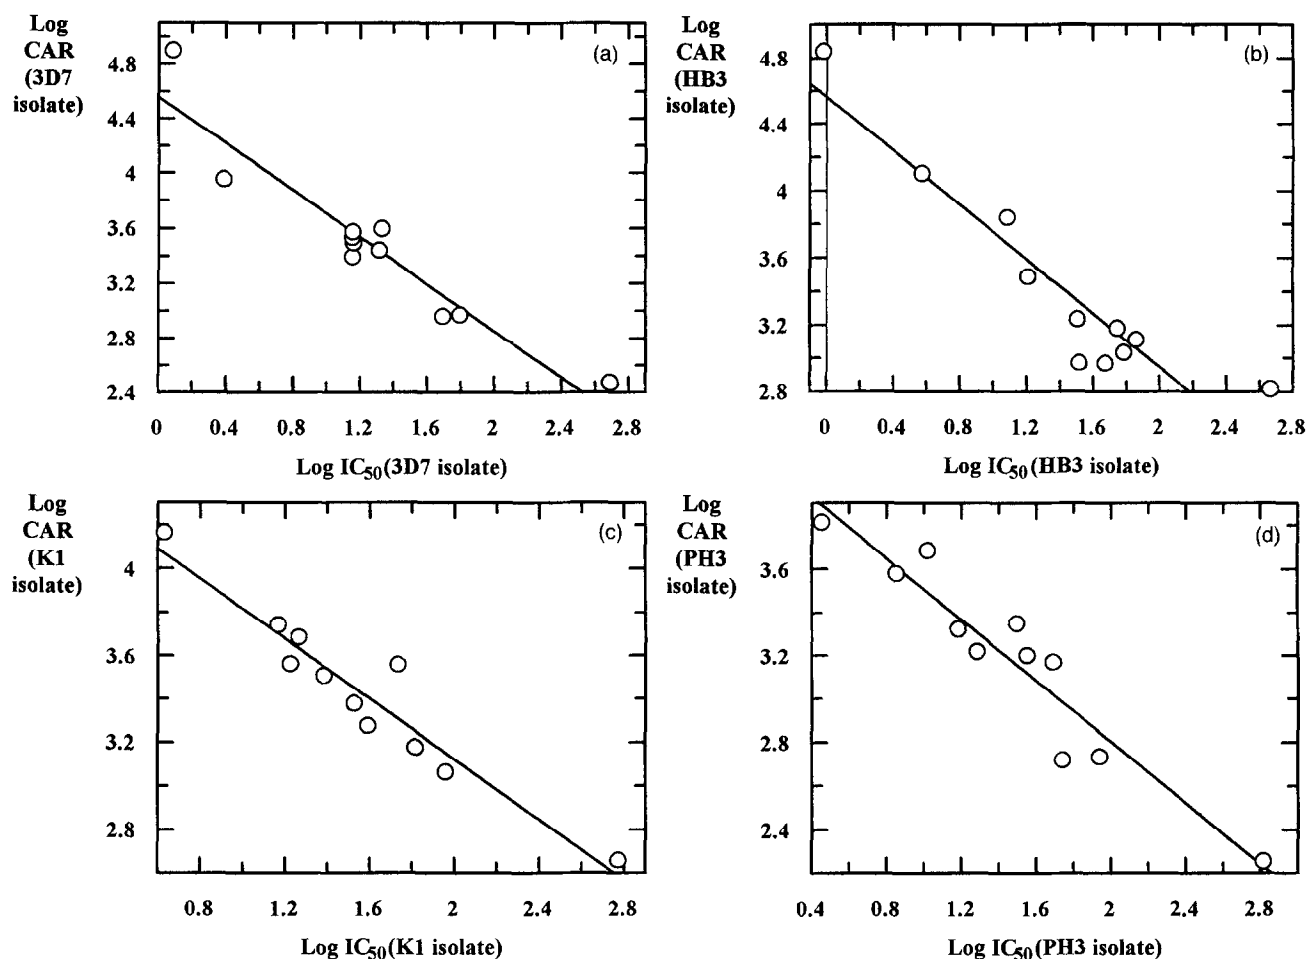 Log
CAR
(3D7
isolate)
(a)
4.8
4.4
4
3.6
3.2
2.8
2.4
0 0.4 0.8 1.2 1.6 2 2.4 2.8
Log IC50(3D7 isolate)
Log
CAR
(HB3
isolate)
(b)
4.8
4.4
4
3.6
3.2
2.8
0 0.4 0.8 1.2 1.6 2 2.4 2.8
Log IC50(HB3 isolate)
Log
CAR
(K1
isolate)
(c)
4
3.6
3.2
2.8
0.8 1.2 1.6 2 2.4 2.8
Log IC50(K1 isolate)
Log
CAR
(PH3
isolate)
(d)
3.6
3.2
2.8
2.4
0.4 0.8 1.2 1.6 2 2.4 2.8
Log IC50(PH3 isolate)